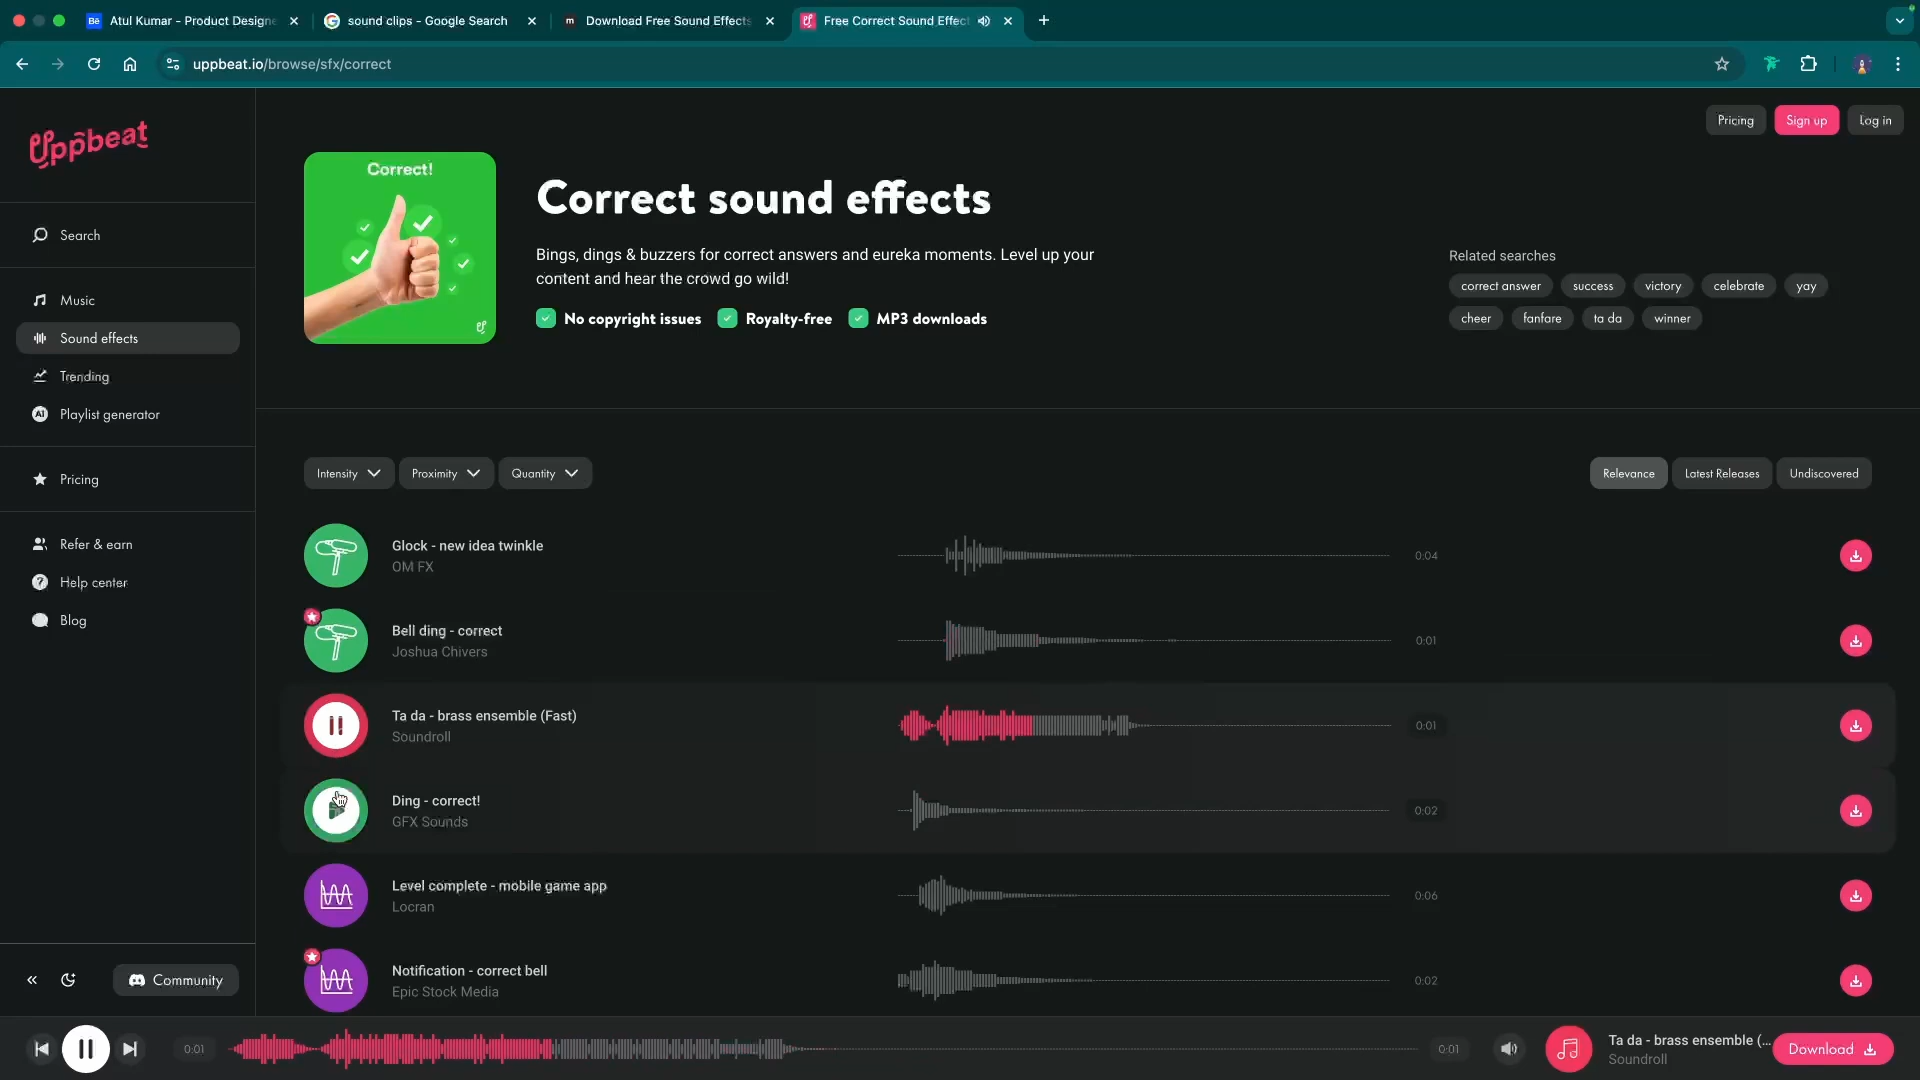 Bē Atul Kumar - Product Designe
sound clips - Google Search
m Download Free Sound Effects
Free Correct Sound Effect
uppbeat.io/browse/sfx/correct
Uppbeat
Pricing
Sign up
Log in
Search
Music
Sound effects
Trending
AI Playlist generator
Pricing
Refer & earn
Help center
Blog
Community
Correct!
Correct sound effects
Bings, dings & buzzers for correct answers and eureka moments. Level up your
content and hear the crowd go wild!
No copyright issues
Royalty-free
MP3 downloads
Related searches
correct answer
success
victory
celebrate
yay
cheer
fanfare
ta da
winner
Intensity
Proximity
Quantity
Relevance
Latest Releases
Undiscovered
Glock - new idea twinkle
OM FX
0:04
Bell ding - correct
Joshua Chivers
0:01
Ta da - brass ensemble (Fast)
Soundroll
0:01
Ding - correct!
GFX Sounds
0:02
Level complete - mobile game app
Locran
0:06
Notification - correct bell
Epic Stock Media
0:02
0:01
0:01
Ta da - brass ensemble (...
Soundroll
Download